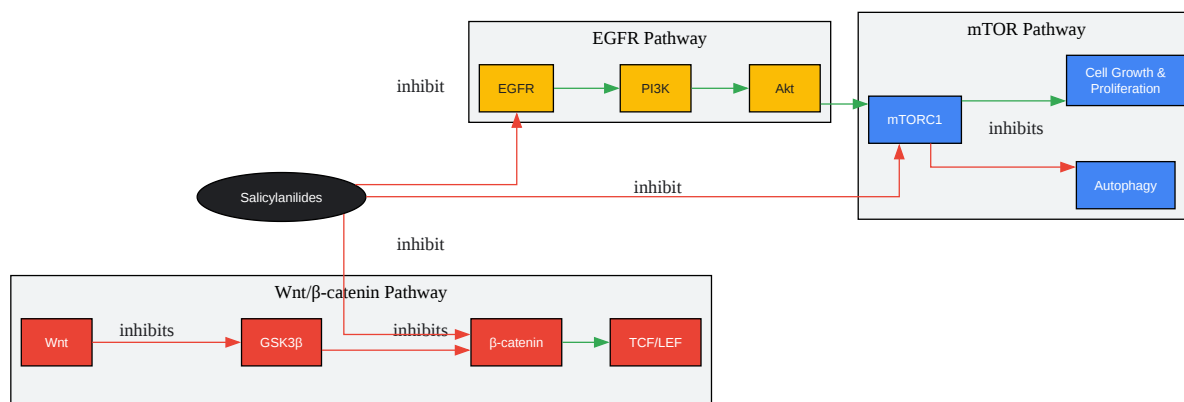 EGFR Pathway
mTOR Pathway
inhibit
EGFR
PI3K
Akt
Cell Growth &
Proliferation
mTORC1
inhibits
Salicylanilides
inhibit
Autophagy
inhibit
Wnt/β-catenin Pathway
Wnt
inhibits
GSK3β
inhibits
β-catenin
TCF/LEF